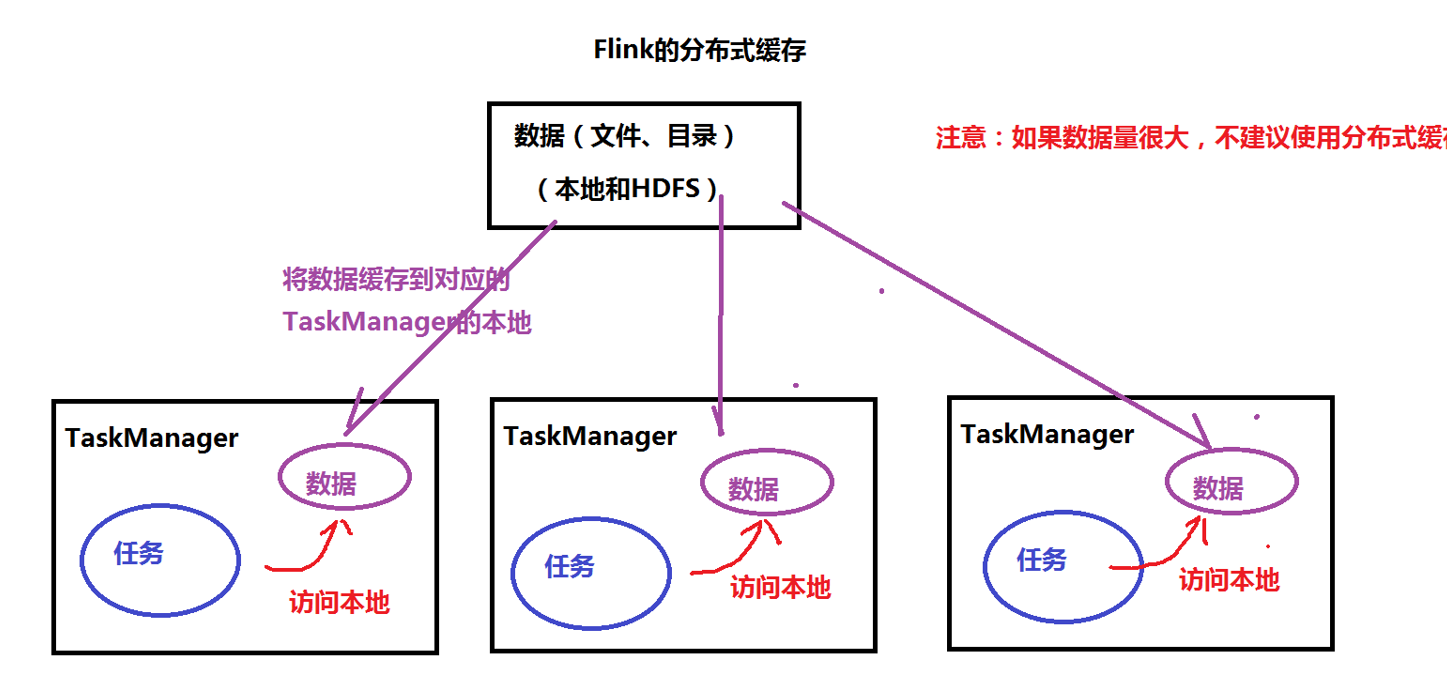 Flink的分布式缓存
数据（文件、目录）
（本地和HDFS）
注意：如果数据量很大，不建议使用分布式缓
将数据缓存到对应的
TaskManager的本地
TaskManager
数据
任务
访问本地
TaskManager
数据
任务
访问本地
TaskManager
数据
任务
访问本地